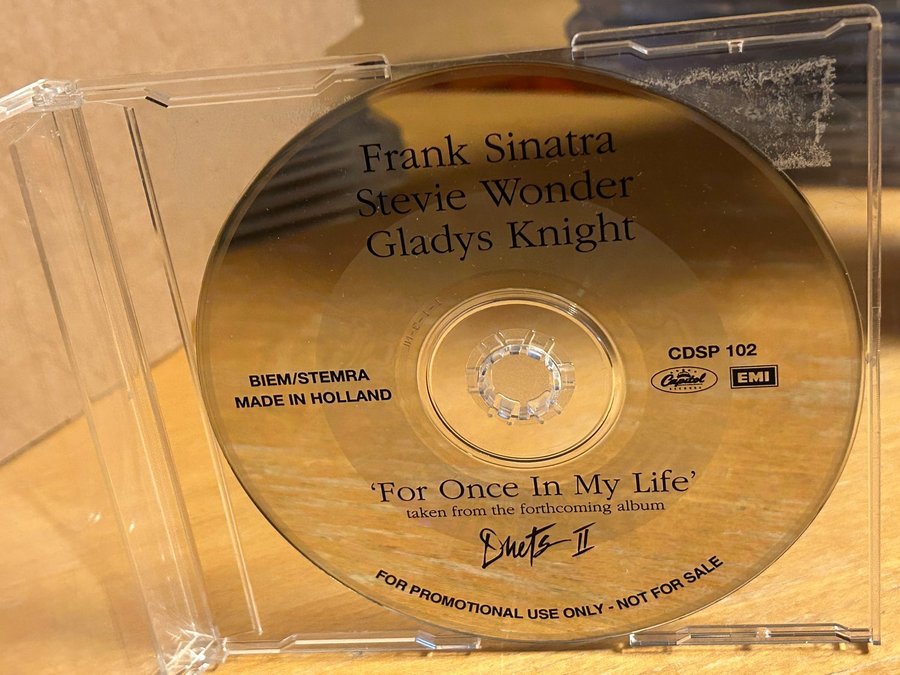 Frank Sinatra
Stevie Wonder
Gladys Knight
CDSP 102
BIEM/STEMRA
MADE IN HOLLAND
Capitol
EMI
'For Once In My Life'
taken from the forthcoming album
Duets II
FOR PROMOTIONAL USE ONLY - NOT FOR SALE